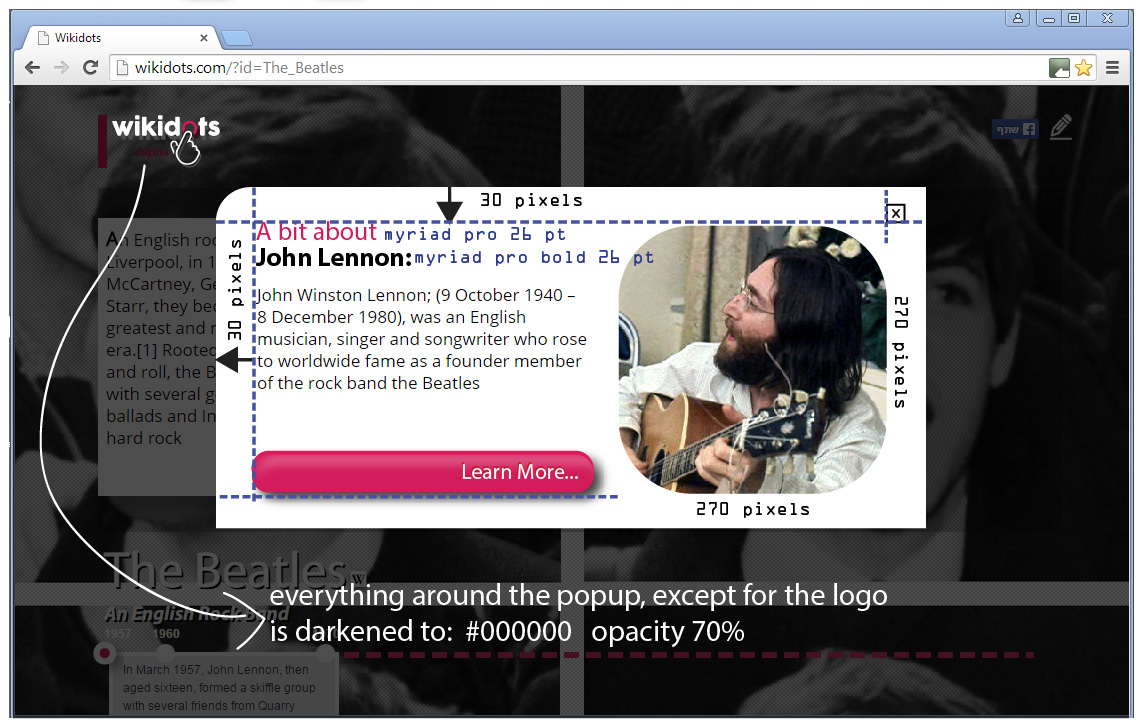 Wikidots
wikidots.com/?id=The_Beatles
wikidots
שתף
30 pixels
A bit about myriad pro 26 pt
John Lennon: myriad pro bold 26 pt
30 pixels
John Winston Lennon; (9 October 1940 –
8 December 1980), was an English
musician, singer and songwriter who rose
to worldwide fame as a founder member
of the rock band the Beatles
Learn More...
270 pixels
270 pixels
An English roc
Liverpool, in 1
McCartney, Ge
Starr, they bec
greatest and r
era.[1] Rooted
and roll, the B
with several g
ballads and In
hard rock
The Beatles W
An English Rock Band
everything around the popup, except for the logo
is darkened to: #000000 opacity 70%
1957 1960
In March 1957, John Lennon, then
aged sixteen, formed a skiffle group
with several friends from Quarry